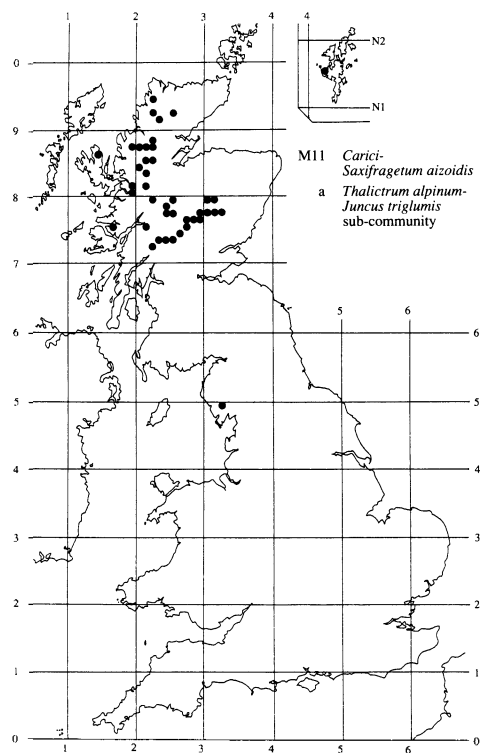 1 2 3 4
N2
0
N1
9
M11 Carici-
Saxifragetum aizoidis
a Thalictrum alpinum-
Juncus triglumis
sub-community
8
7
5 6
6 6
5 5
4 4
3 3
2 2
1 1
0 0
1 2 3 4 5 6